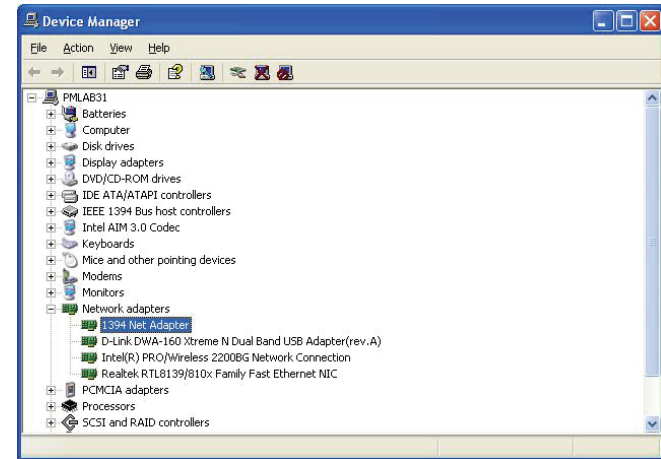 Device Manager
File Action View Help
PMLAB31
Batteries
Computer
Disk drives
Display adapters
DVD/CD-ROM drives
IDE ATA/ATAPI controllers
IEEE 1394 Bus host controllers
Intel AIM 3.0 Codec
Keyboards
Mice and other pointing devices
Modems
Monitors
Network adapters
1394 Net Adapter
D-Link DWA-160 Xtreme N Dual Band USB Adapter(rev.A)
Intel(R) PRO/Wireless 2200BG Network Connection
Realtek RTL8139/810x Family Fast Ethernet NIC
PCMCIA adapters
Processors
SCSI and RAID controllers